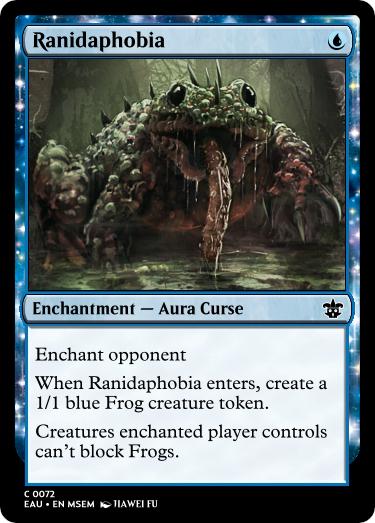 Ranidaphobia
Enchantment — Aura Curse
Enchant opponent
When Ranidaphobia enters, create a
1/1 blue Frog creature token.
Creatures enchanted player controls
can't block Frogs.
C 0072
EAU • EN MSEM JIAWEI FU